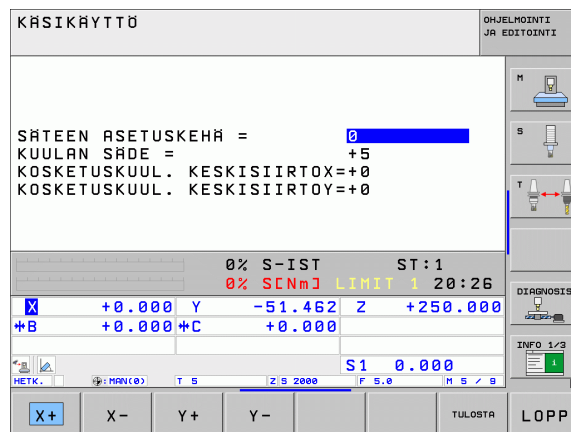 KÄSIKÄYTTÖ
OHJELMOINTI
JA EDITOINTI
SÄTEEN ASETUSKEHÄ = 0
KUULAN SÄDE = +5
KOSKETUSKUUL. KESKISIIRTOX=+0
KOSKETUSKUUL. KESKISIIRTOY=+0
0% S-IST ST:1
0% S[Nm] LIMIT 1 20:26
X +0.000 Y -51.462 Z +250.000
*B +0.000 *C +0.000
S1 0.000
HETK. : MAN(0) T 5 Z S 2000 F 5.0 M 5 / 9
M
S
T
DIAGNOSIS
INFO 1/3
X+ X- Y+ Y- TULOSTA LOPP